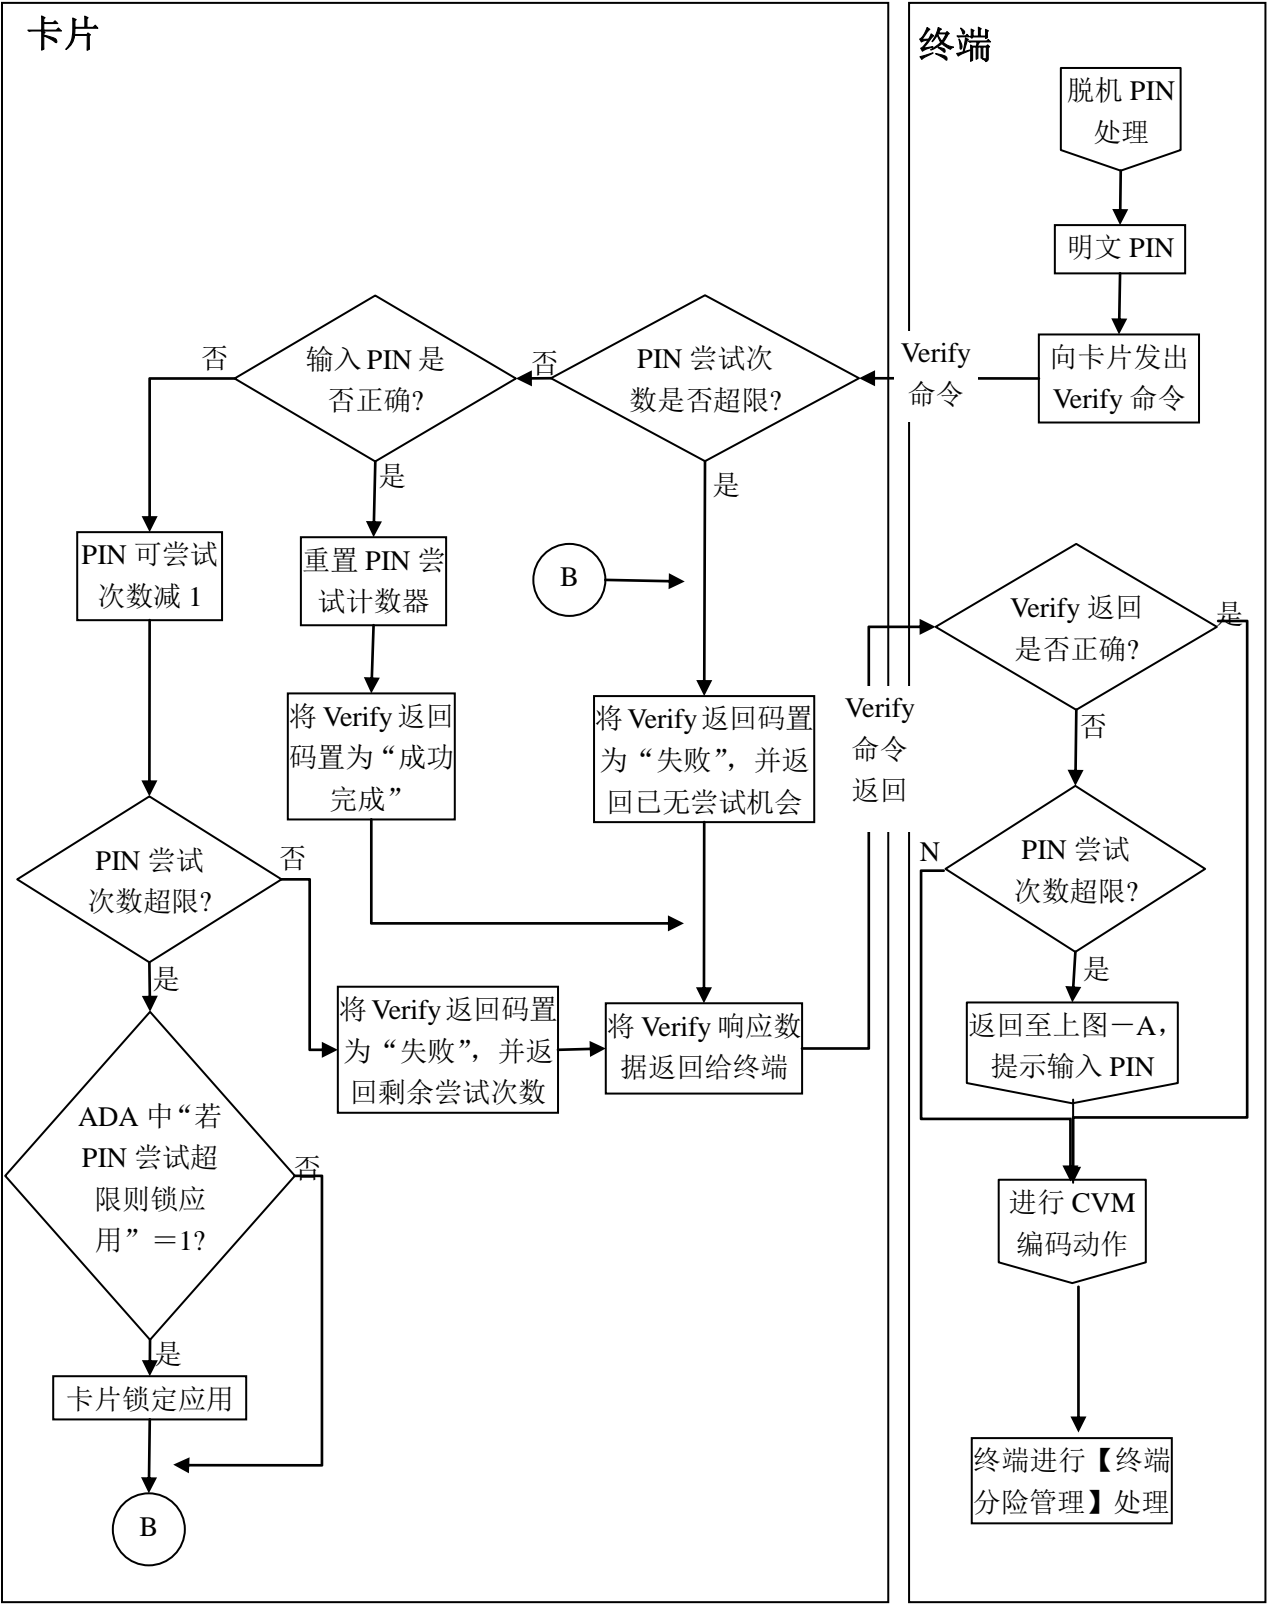 卡片
终端
脱机 PIN
处理
明文 PIN
向卡片发出
Verify 命令
Verify
命令
PIN 尝试次
数是否超限?
否
是
输入 PIN 是
否正确?
否
是
PIN 可尝试
次数减 1
重置 PIN 尝
试计数器
B
将 Verify 返回
码置为“成功
完成”
将 Verify 返回码置
为“失败”，并返
回已无尝试机会
Verify
命令
返回
Verify 返回
是否正确?
是
否
PIN 尝试
次数超限?
否
是
PIN 尝试
次数超限?
N
是
将 Verify 返回码置
为“失败”，并返
回剩余尝试次数
将 Verify 响应数
据返回给终端
返回至上图－A，
提示输入 PIN
ADA 中“若
PIN 尝试超
限则锁应
用”＝1?
否
是
进行 CVM
编码动作
卡片锁定应用
终端进行【终端
分险管理】处理
B